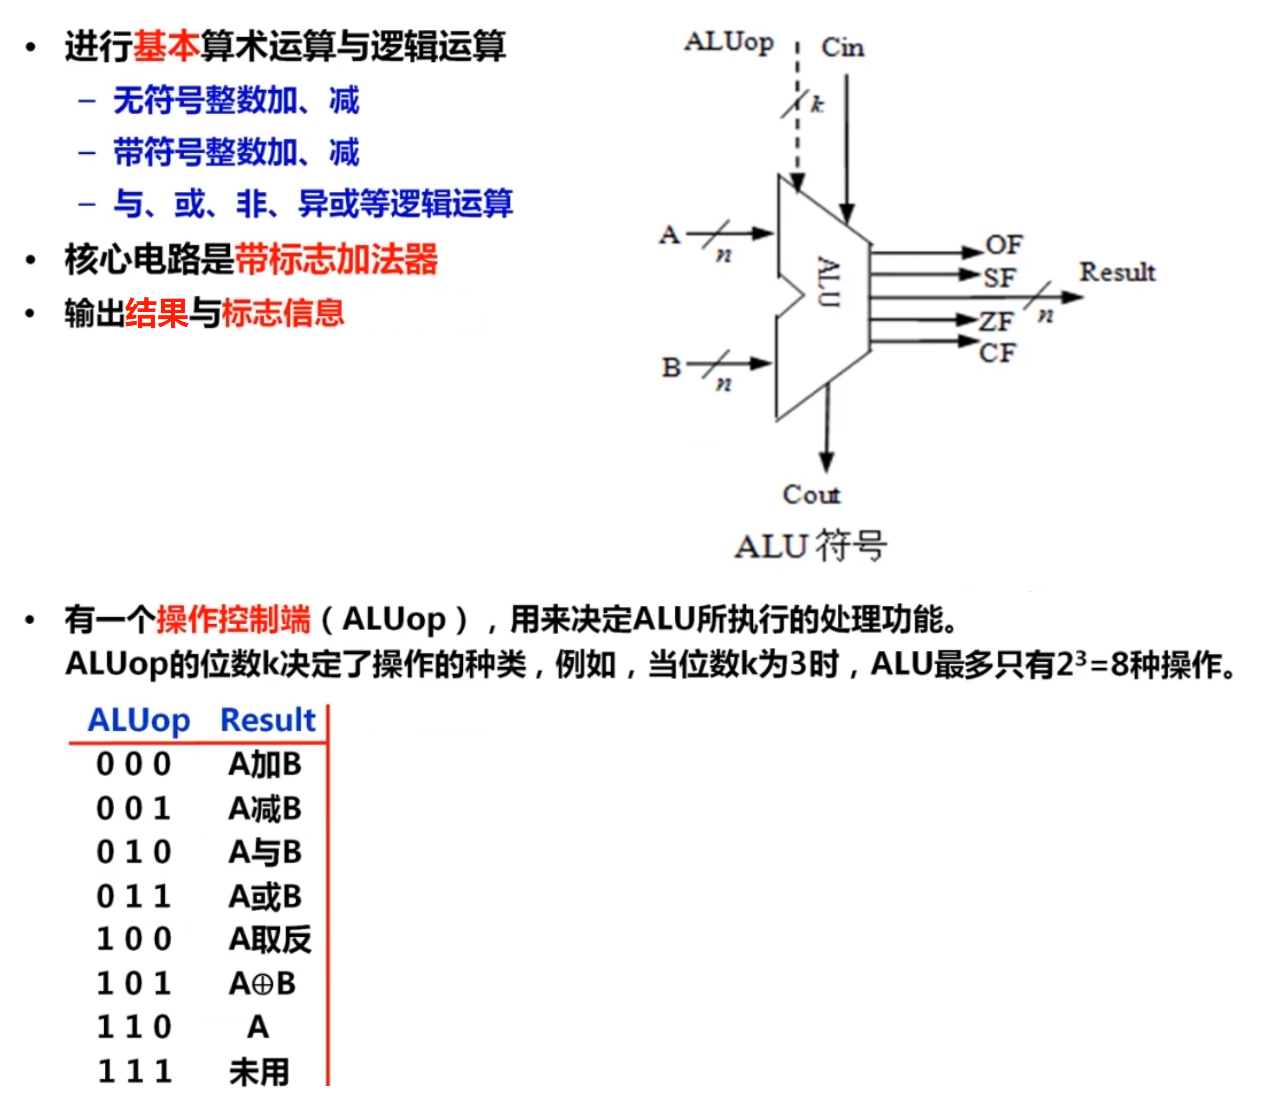 • 进行基本算术运算与逻辑运算
– 无符号整数加、减
– 带符号整数加、减
– 与、或、非、异或等逻辑运算
• 核心电路是带标志加法器
• 输出结果与标志信息
ALUop
Cin
k
A
n
B
n
ALU
OF
SF
Result
n
ZF
CF
Cout
ALU 符号
• 有一个操作控制端（ALUop），用来决定ALU所执行的处理功能。
ALUop的位数k决定了操作的种类，例如，当位数k为3时，ALU最多只有2³=8种操作。
ALUop Result
0 0 0 A加B
0 0 1 A减B
0 1 0 A与B
0 1 1 A或B
1 0 0 A取反
1 0 1 A⊕B
1 1 0 A
1 1 1 未用